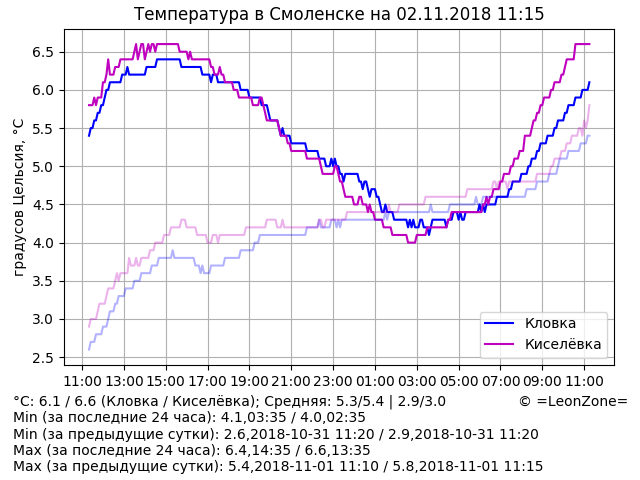 Температура в Смоленске на 02.11.2018 11:15
градусов Цельсия, °C
6.5
6.0
5.5
5.0
4.5
4.0
3.5
3.0
2.5
Кловка
Киселёвка
11:00 13:00 15:00 17:00 19:00 21:00 23:00 01:00 03:00 05:00 07:00 09:00 11:00
°C: 6.1 / 6.6 (Кловка / Киселёвка); Средняя: 5.3/5.4 | 2.9/3.0 © =LeonZone=
Min (за последние 24 часа): 4.1,03:35 / 4.0,02:35
Min (за предыдущие сутки): 2.6,2018-10-31 11:20 / 2.9,2018-10-31 11:20
Max (за последние 24 часа): 6.4,14:35 / 6.6,13:35
Max (за предыдущие сутки): 5.4,2018-11-01 11:10 / 5.8,2018-11-01 11:15